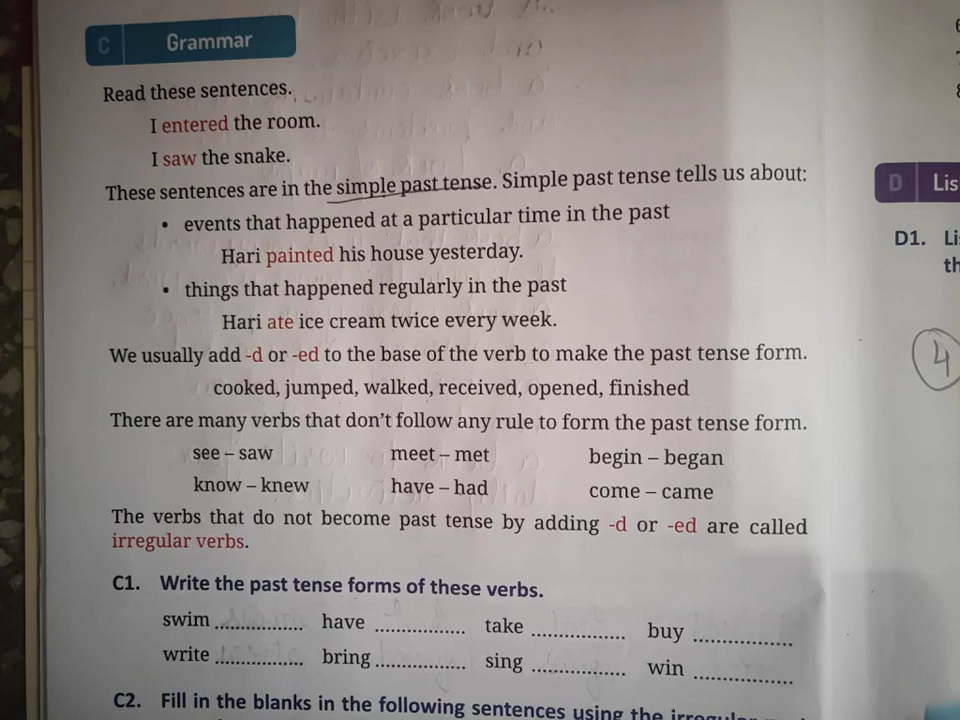 C Grammar
Read these sentences.
I entered the room.
I saw the snake.
These sentences are in the simple past tense. Simple past tense tells us about:
• events that happened at a particular time in the past
Hari painted his house yesterday.
• things that happened regularly in the past
Hari ate ice cream twice every week.
We usually add -d or -ed to the base of the verb to make the past tense form.
cooked, jumped, walked, received, opened, finished
There are many verbs that don't follow any rule to form the past tense form.
see – saw meet – met begin – began
know – knew have – had come – came
The verbs that do not become past tense by adding -d or -ed are called
irregular verbs.
C1. Write the past tense forms of these verbs.
swim .............. have .............. take .............. buy ..............
write .............. bring .............. sing .............. win ..............
C2. Fill in the blanks in the following sentences using the
D Lis
D1. Li
th
4